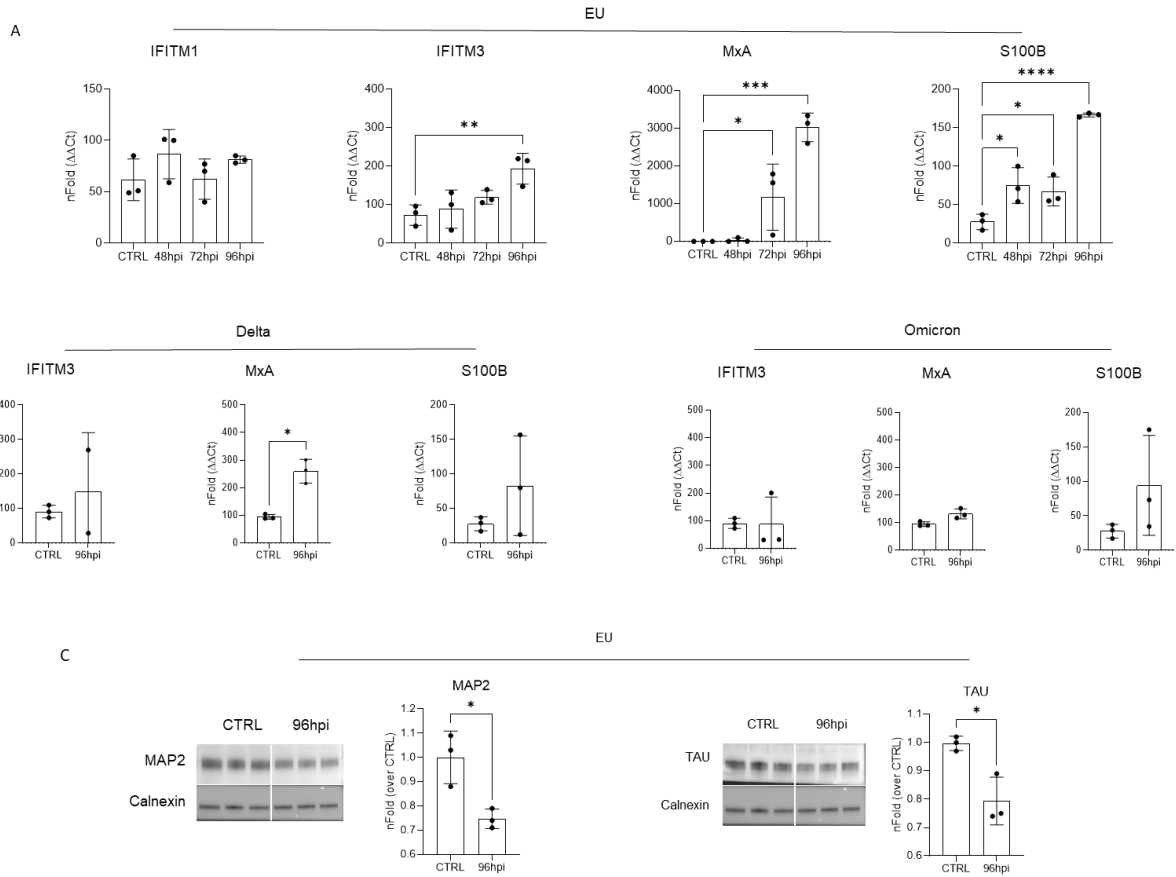 EU
A
IFITM1
IFITM3
MxA
S100B
nFold (ΔΔCt)
150
100
50
0
CTRL 48hpi 72hpi 96hpi
nFold (ΔΔCt)
400
300
200
100
0
**
CTRL 48hpi 72hpi 96hpi
nFold (ΔΔCt)
4000
3000
2000
1000
0
***
*
CTRL 48hpi 72hpi 96hpi
nFold (ΔΔCt)
200
150
100
50
0
****
*
*
CTRL 48hpi 72hpi 96hpi
Delta
IFITM3
MxA
S100B
400
300
200
100
0
CTRL 96hpi
nFold (ΔΔCt)
500
400
300
200
100
0
*
CTRL 96hpi
nFold (ΔΔCt)
200
150
100
50
0
CTRL 96hpi
Omicron
IFITM3
MxA
S100B
nFold (ΔΔCt)
500
400
300
200
100
0
CTRL 96hpi
nFold (ΔΔCt)
500
400
300
200
100
0
CTRL 96hpi
nFold (ΔΔCt)
200
150
100
50
0
CTRL 96hpi
EU
C
CTRL 96hpi
MAP2
Calnexin
MAP2
*
nFold (over CTRL)
1.2
1.1
1.0
0.9
0.8
0.7
0.6
CTRL 96hpi
CTRL 96hpi
TAU
Calnexin
TAU
*
nFold (over CTRL)
1.1
1.0
0.9
0.8
0.7
0.6
CTRL 96hpi